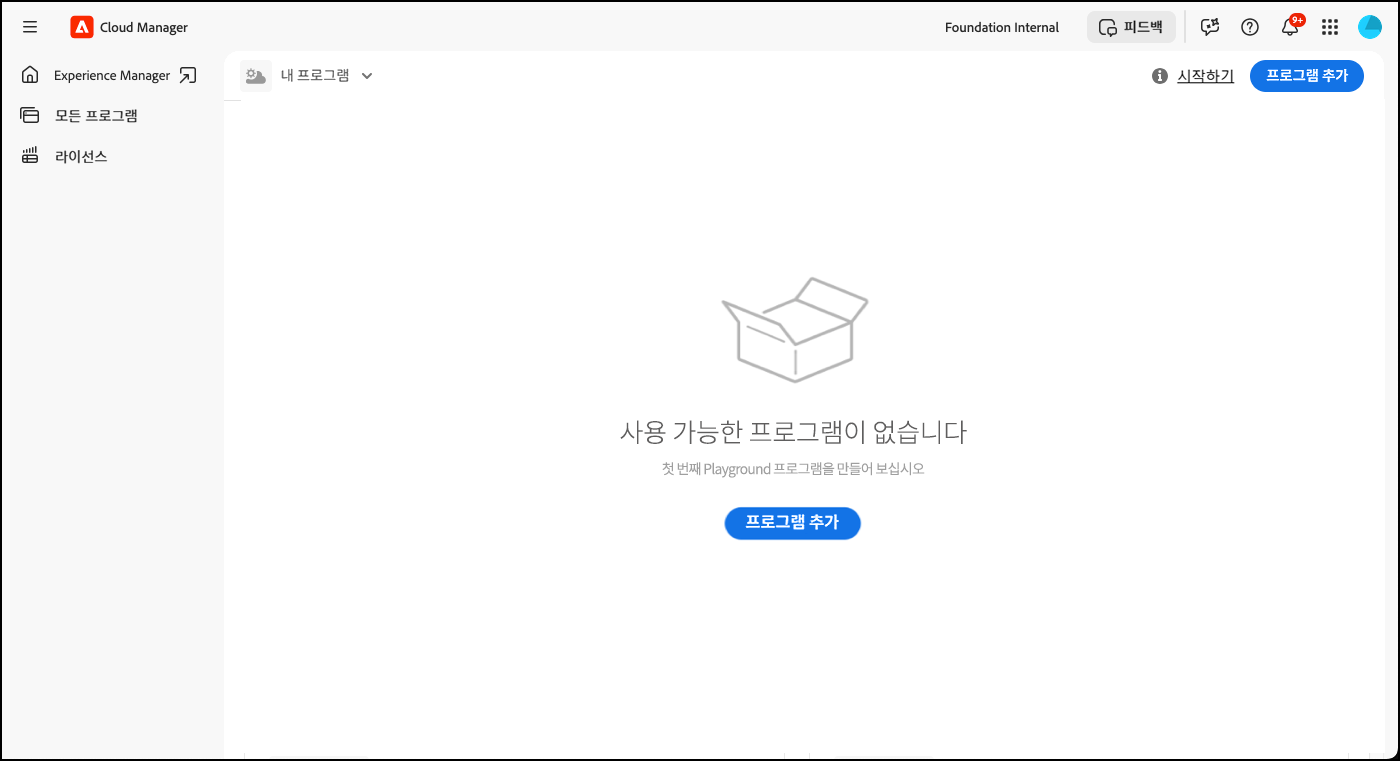 Cloud Manager
Foundation Internal
피드백
9+
Experience Manager
모든 프로그램
라이선스
내 프로그램
시작하기
프로그램 추가
사용 가능한 프로그램이 없습니다
첫 번째 Playground 프로그램을 만들어 보십시오
프로그램 추가